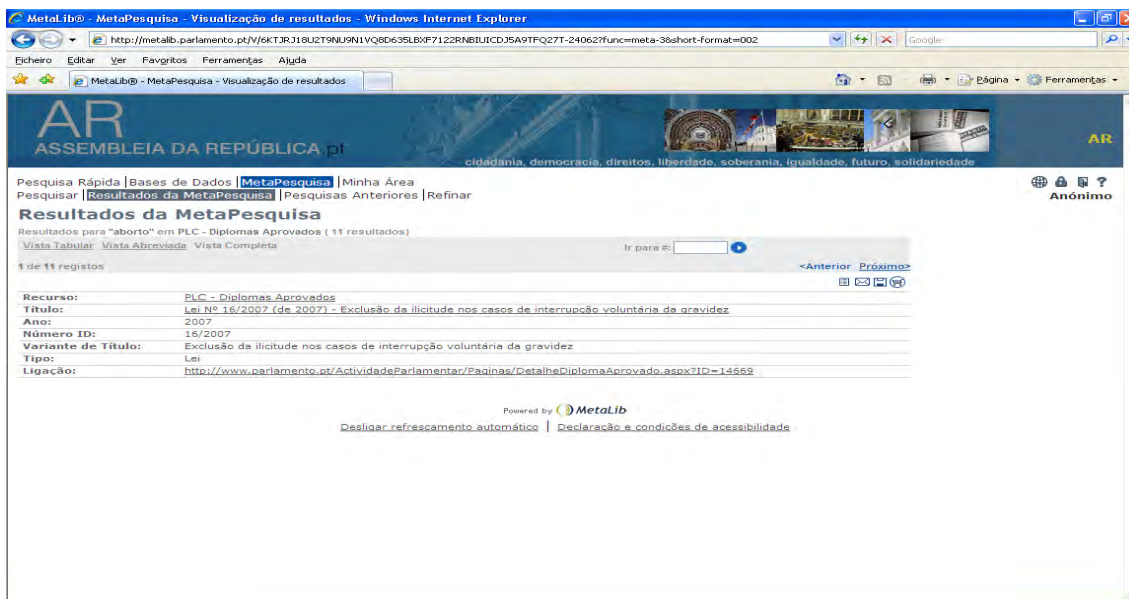 MetaLib® - MetaPesquisa - Visualização de resultados - Windows Internet Explorer
http://metalib.parlamento.pt/V/6KTJRJ18U2T9NU9N1VQ8D635LBXF7122RNBIUICDJ5A9TFQ27T-24062?func=meta-3&short-format=002 Google
Ficheiro Editar Ver Favoritos Ferramentas Ajuda
MetaLib® - MetaPesquisa - Visualização de resultados Página Ferramentas
AR
ASSEMBLEIA DA REPÚBLICA.pt
AR
cidadania, democracia, direitos, liberdade, soberania, igualdade, futuro, solidariedade
Pesquisa Rápida |Bases de Dados |MetaPesquisa |Minha Área
Pesquisar |Resultados da MetaPesquisa |Pesquisas Anteriores |Refinar
?
Anónimo
Resultados da MetaPesquisa
Resultados para "aborto" em PLC - Diplomas Aprovados ( 11 resultados)
Vista Tabular Vista Abreviada Vista Completa Ir para #:
1 de 11 registos <Anterior Próximo>
Recurso: PLC - Diplomas Aprovados
Título: Lei Nº 16/2007 (de 2007) - Exclusão da ilicitude nos casos de interrupção voluntária da gravidez
Ano: 2007
Número ID: 16/2007
Variante de Título: Exclusão da ilicitude nos casos de interrupção voluntária da gravidez
Tipo: Lei
Ligação: http://www.parlamento.pt/ActividadeParlamentar/Paginas/DetalheDiplomaAprovado.aspx?ID=14669
Powered by MetaLib
Desligar refrescamento automático | Declaração e condições de acessibilidade